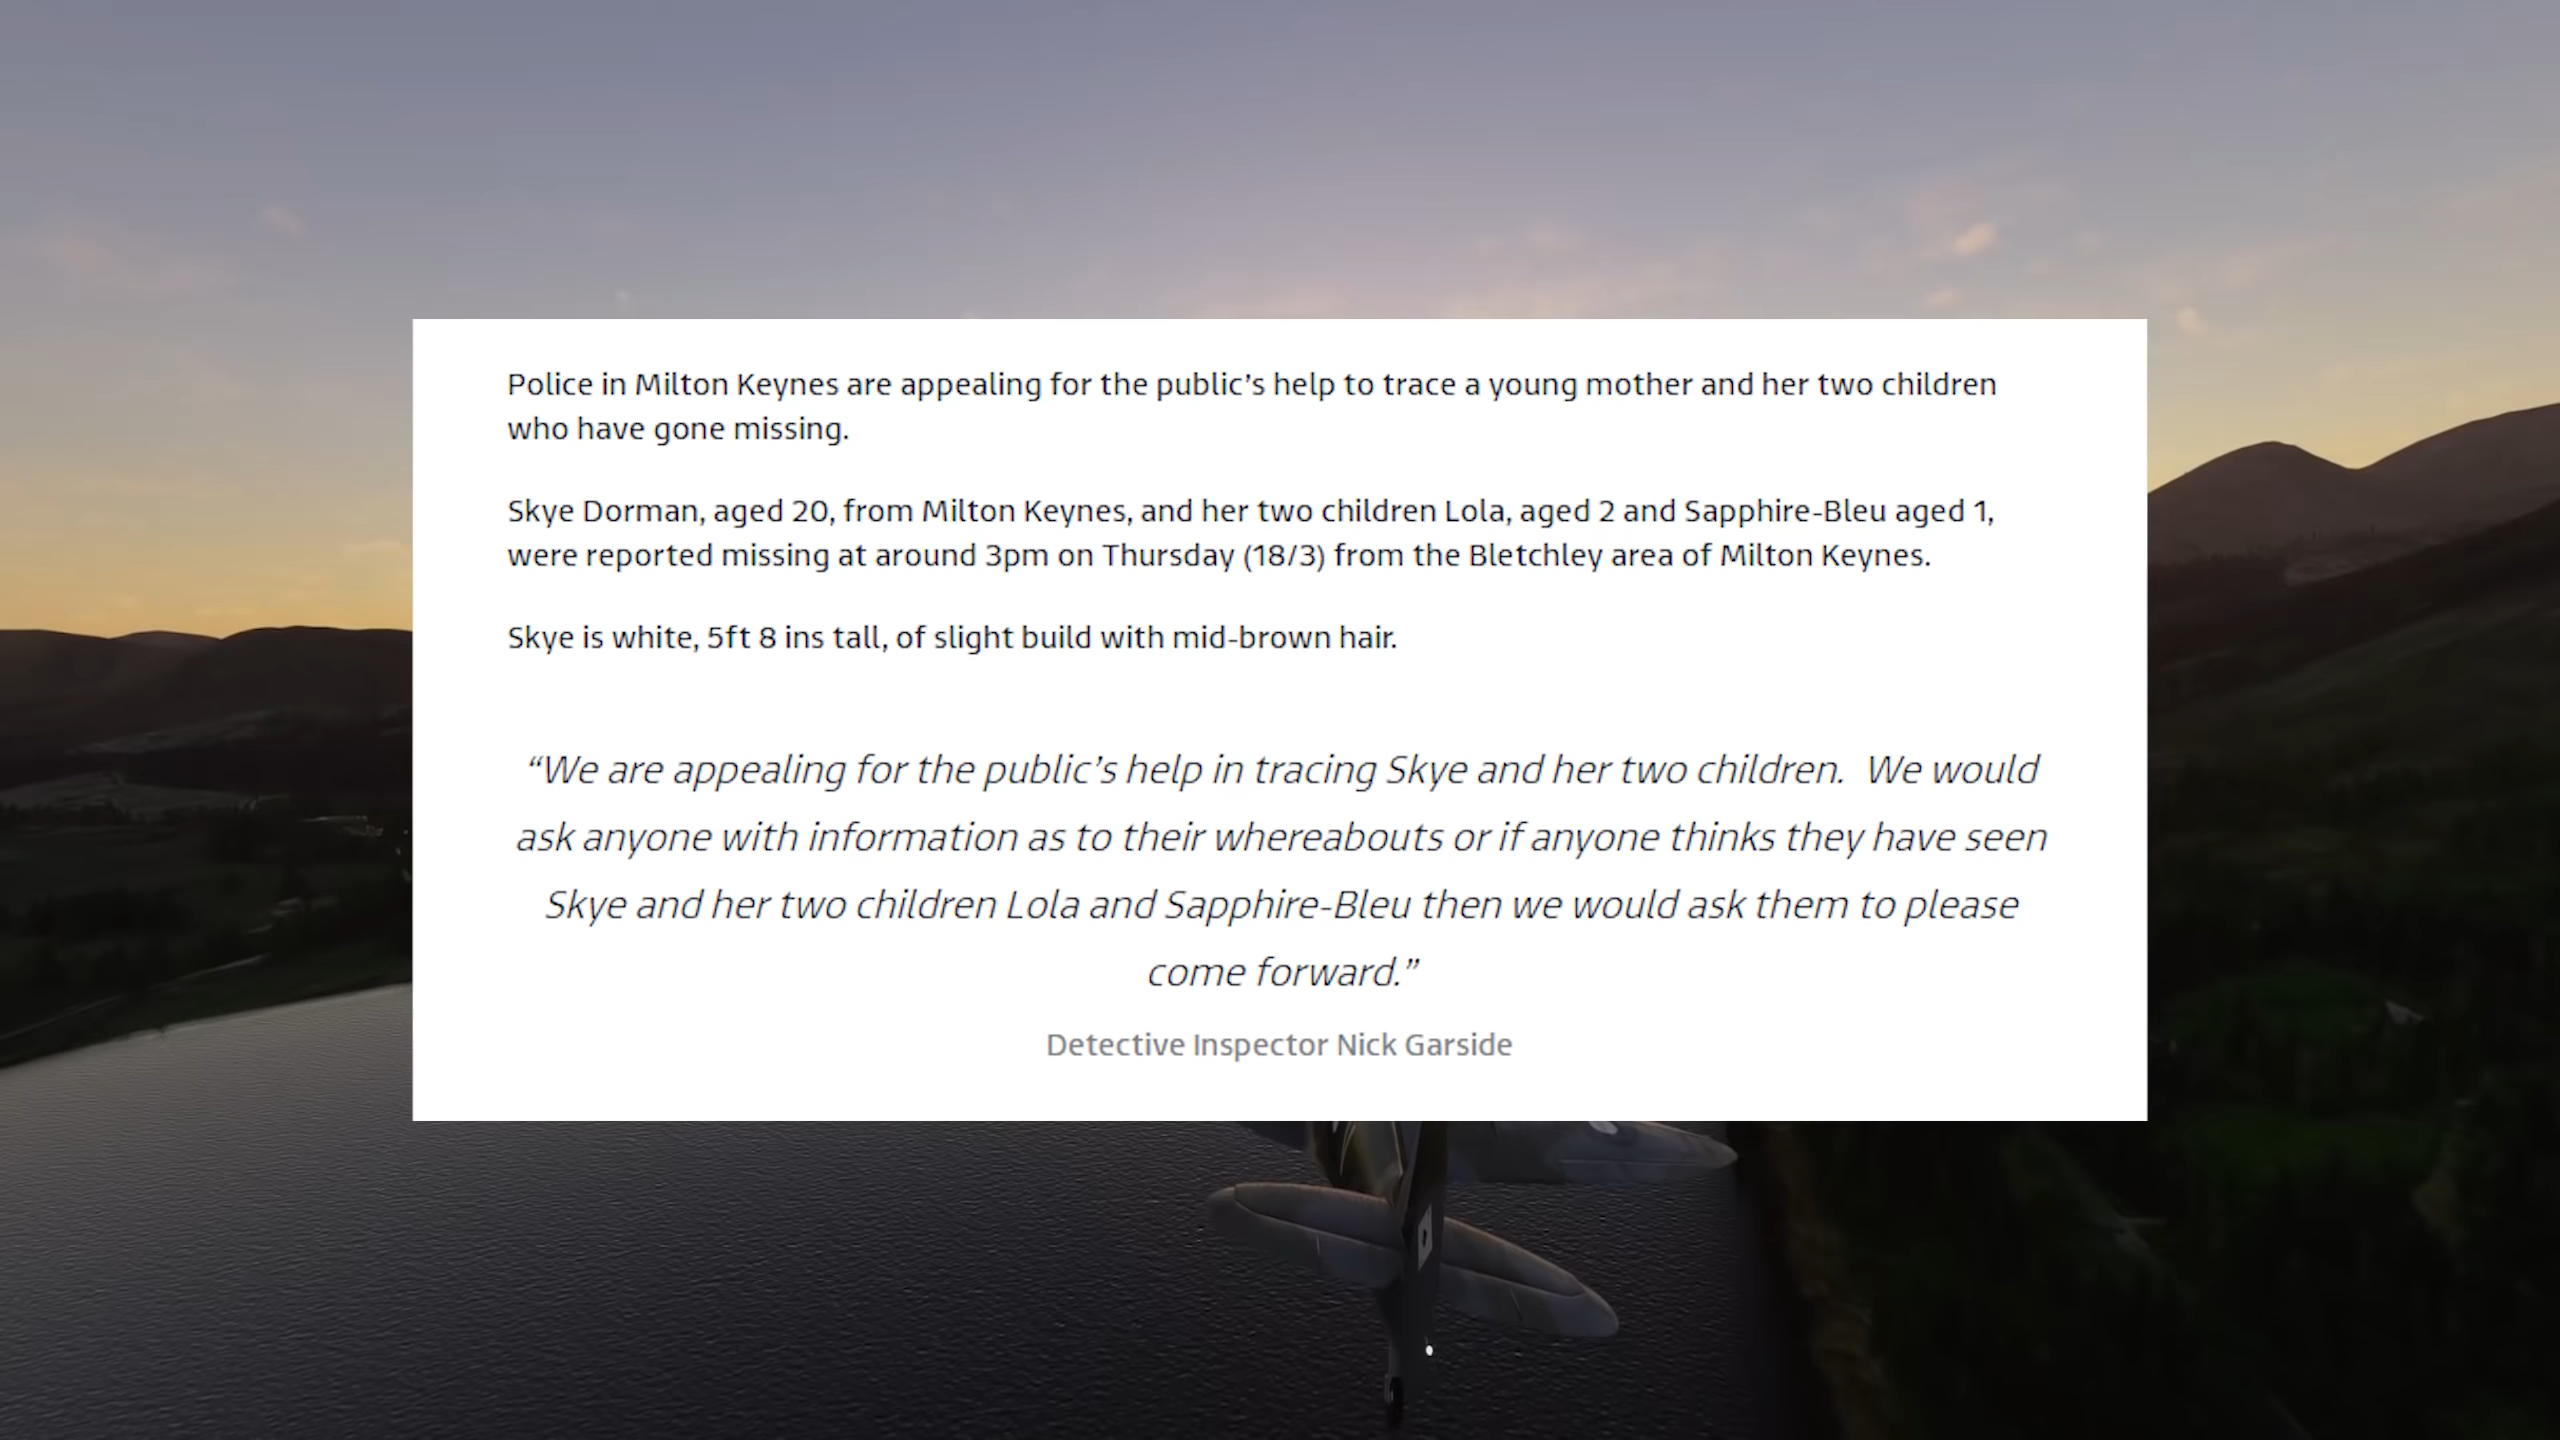 Police in Milton Keynes are appealing for the public’s help to trace a young mother and her two children
who have gone missing.
Skye Dorman, aged 20, from Milton Keynes, and her two children Lola, aged 2 and Sapphire-Bleu aged 1,
were reported missing at around 3pm on Thursday (18/3) from the Bletchley area of Milton Keynes.
Skye is white, 5ft 8 ins tall, of slight build with mid-brown hair.
“We are appealing for the public’s help in tracing Skye and her two children.  We would
ask anyone with information as to their whereabouts or if anyone thinks they have seen
Skye and her two children Lola and Sapphire-Bleu then we would ask them to please
come forward.”
Detective Inspector Nick Garside